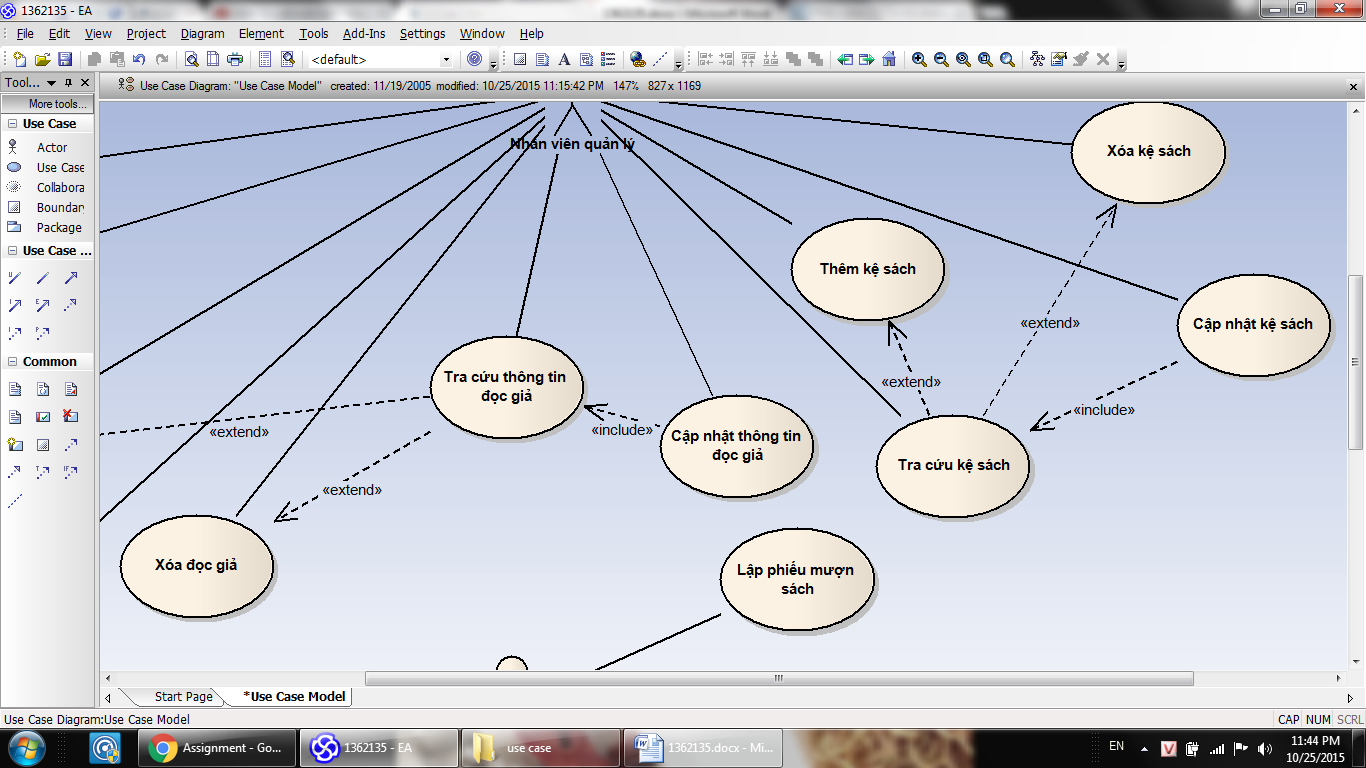 1362135 - EA
File Edit View Project Diagram Element Tools Add-Ins Settings Window Help
<default>
Tool...
Use Case Diagram: "Use Case Model" created: 11/19/2005 modified: 10/25/2015 11:15:42 PM 147% 827 x 1169
More tools...
Use Case
Actor
Use Case
Collabora
Boundar
Package
Use Case ...
Common
Nhân viên quản lý
Xóa kệ sách
Thêm kệ sách
Cập nhật kệ sách
«extend»
Tra cứu thông tin
đọc giả
«extend»
«include»
«extend»
«include»
Cập nhật thông tin
đọc giả
Tra cứu kệ sách
«extend»
Xóa đọc giả
Lập phiếu mượn
sách
Start Page
*Use Case Model
Use Case Diagram:Use Case Model
CAP NUM SCRL
Assignment - Go...
1362135 - EA
use case
1362135.docx - Mi...
EN
11:44 PM
10/25/2015